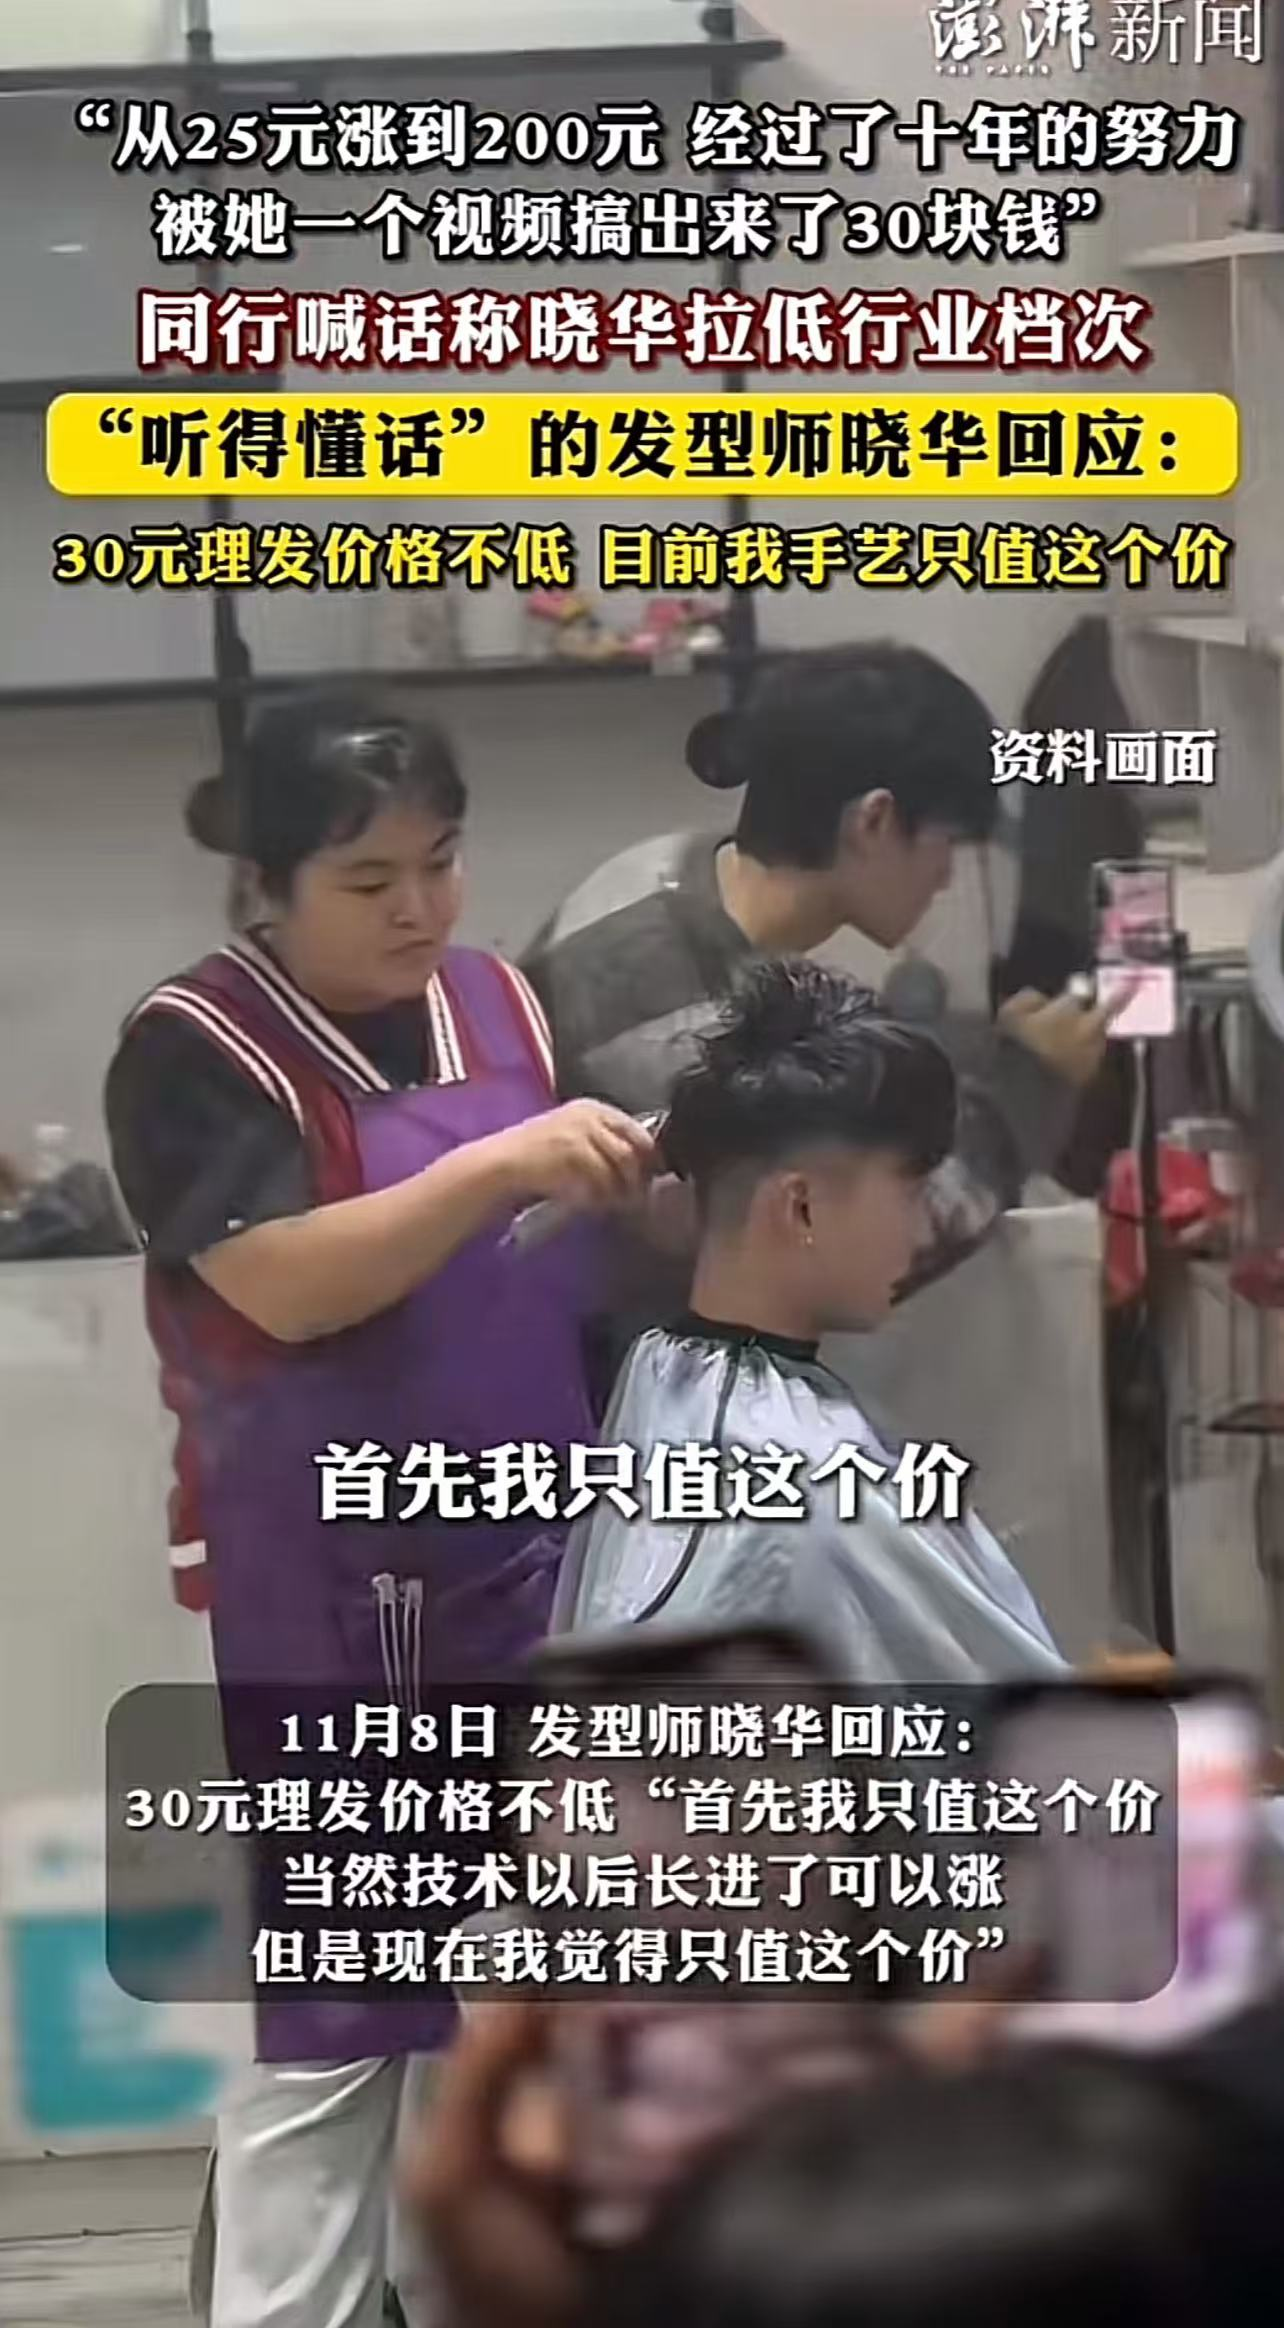 澎湃新闻
THE PAPER
“从25元涨到200元 经过了十年的努力
被她一个视频搞出来了30块钱”
同行喊话称晓华拉低行业档次
“听得懂话”的发型师晓华回应：
30元理发价格不低 目前我手艺只值这个价
资料画面
首先我只值这个价
11月8日 发型师晓华回应：
30元理发价格不低“首先我只值这个价
当然技术以后长进了可以涨
但是现在我觉得只值这个价”